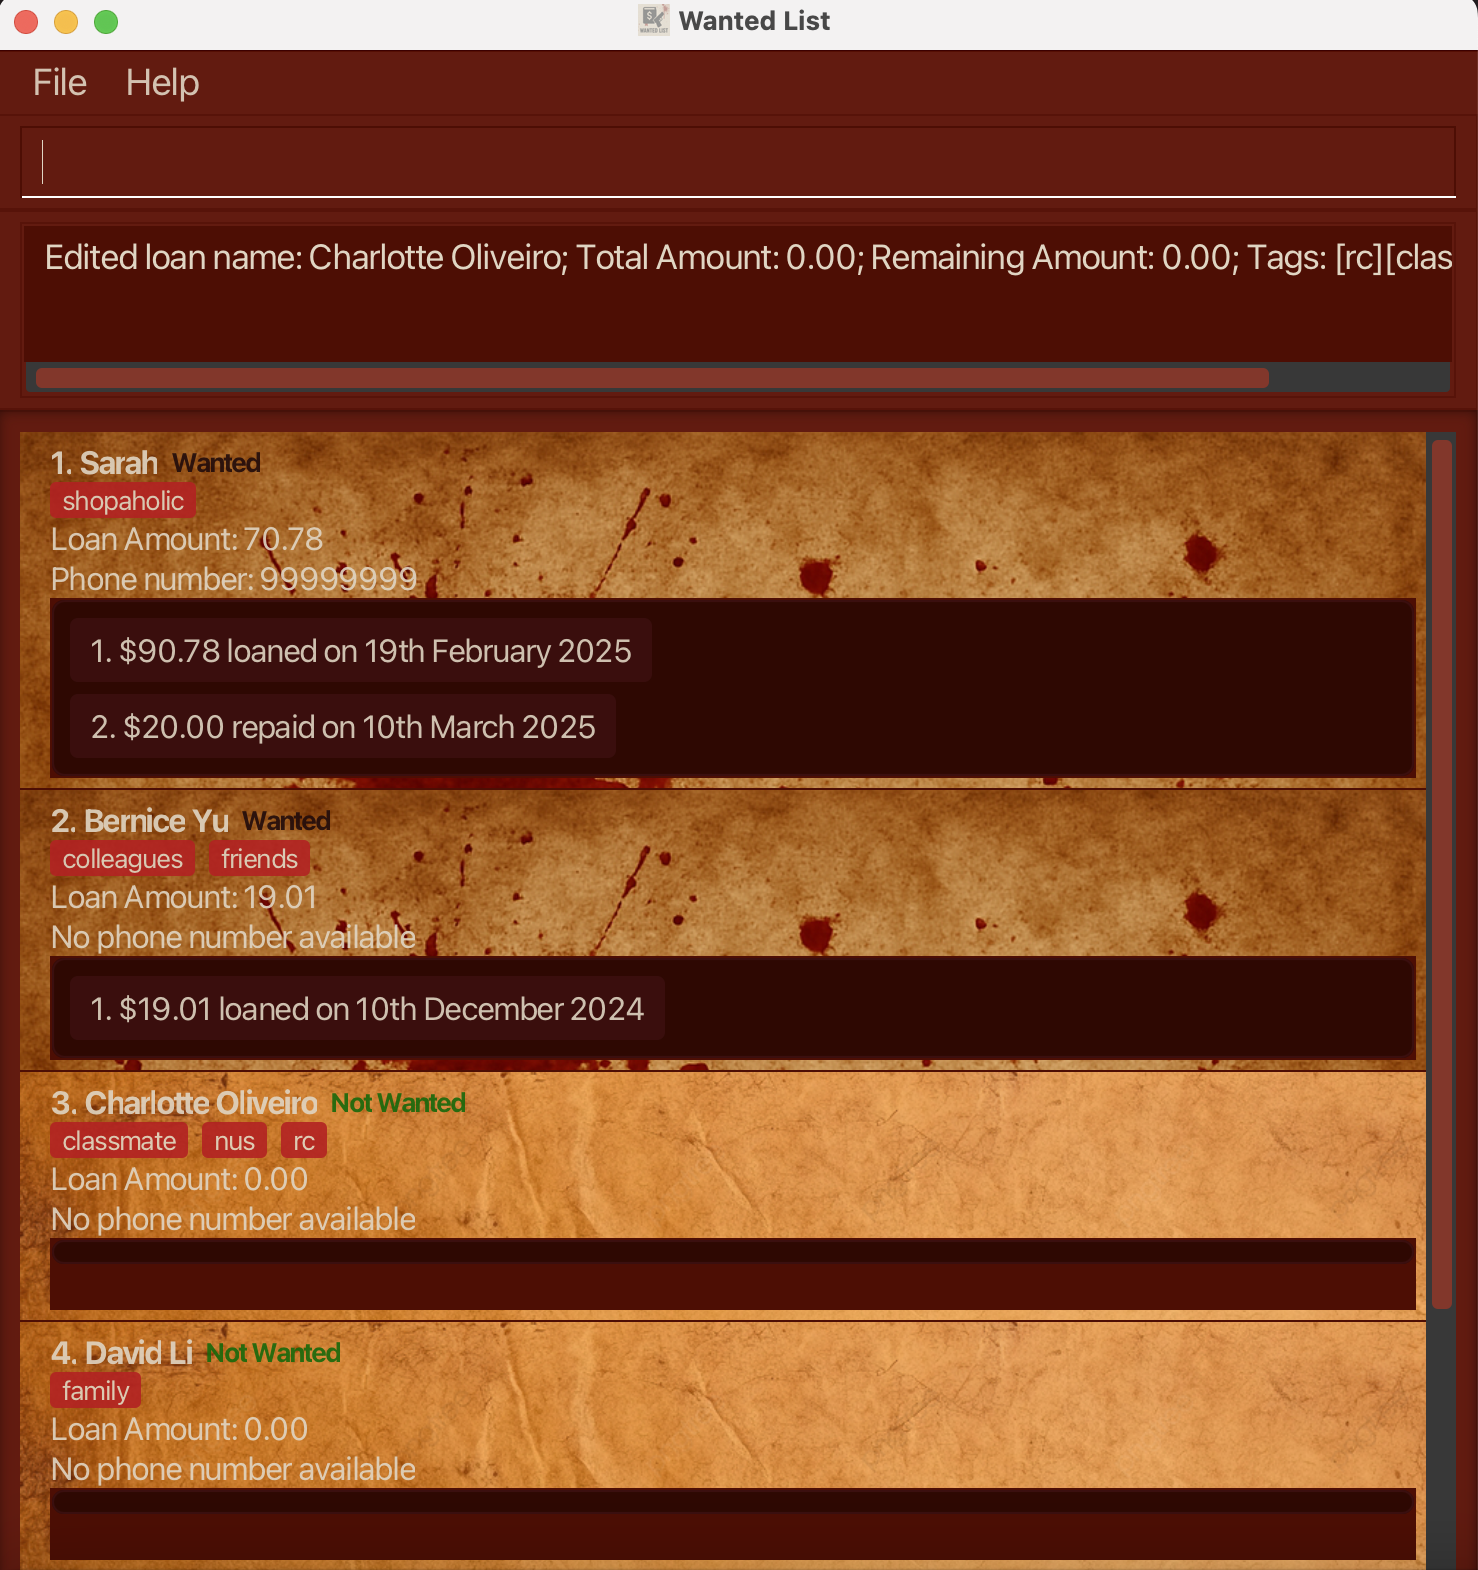 Wanted List
File Help
Edited loan name: Charlotte Oliveiro; Total Amount: 0.00; Remaining Amount: 0.00; Tags: [rc][clas
1. Sarah Wanted
shopaholic
Loan Amount: 70.78
Phone number: 99999999
1. $90.78 loaned on 19th February 2025
2. $20.00 repaid on 10th March 2025
2. Bernice Yu Wanted
colleagues friends
Loan Amount: 19.01
No phone number available
1. $19.01 loaned on 10th December 2024
3. Charlotte Oliveiro Not Wanted
classmate nus rc
Loan Amount: 0.00
No phone number available
4. David Li Not Wanted
family
Loan Amount: 0.00
No phone number available